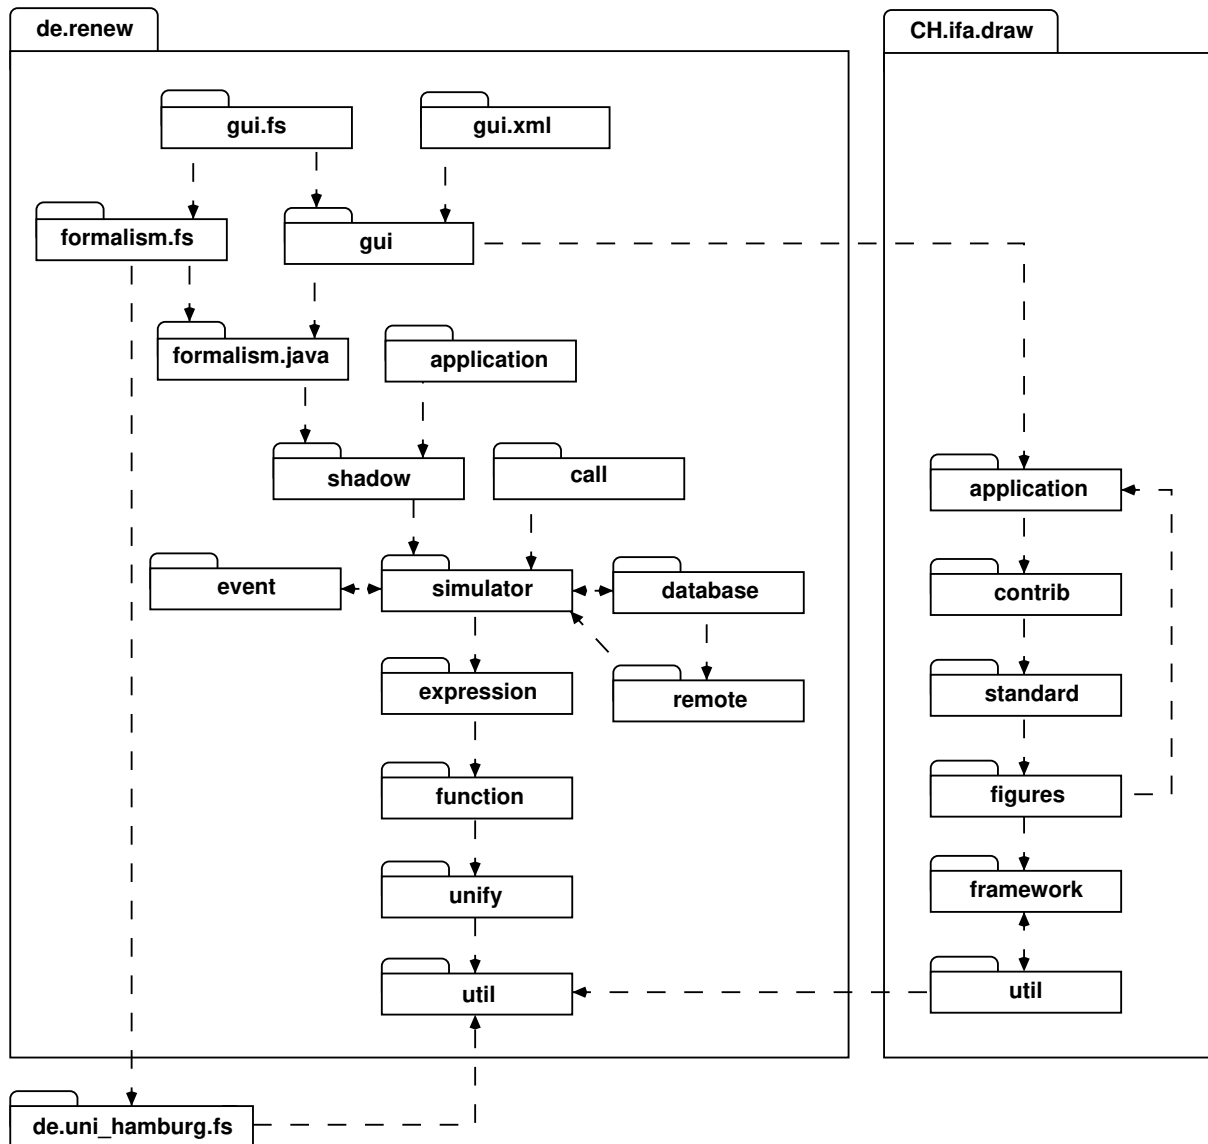 de.renew
CH.ifa.draw
gui.fs
gui.xml
formalism.fs
gui
formalism.java
application
shadow
call
application
event
simulator
database
contrib
expression
remote
standard
function
figures
unify
framework
util
util
de.uni_hamburg.fs